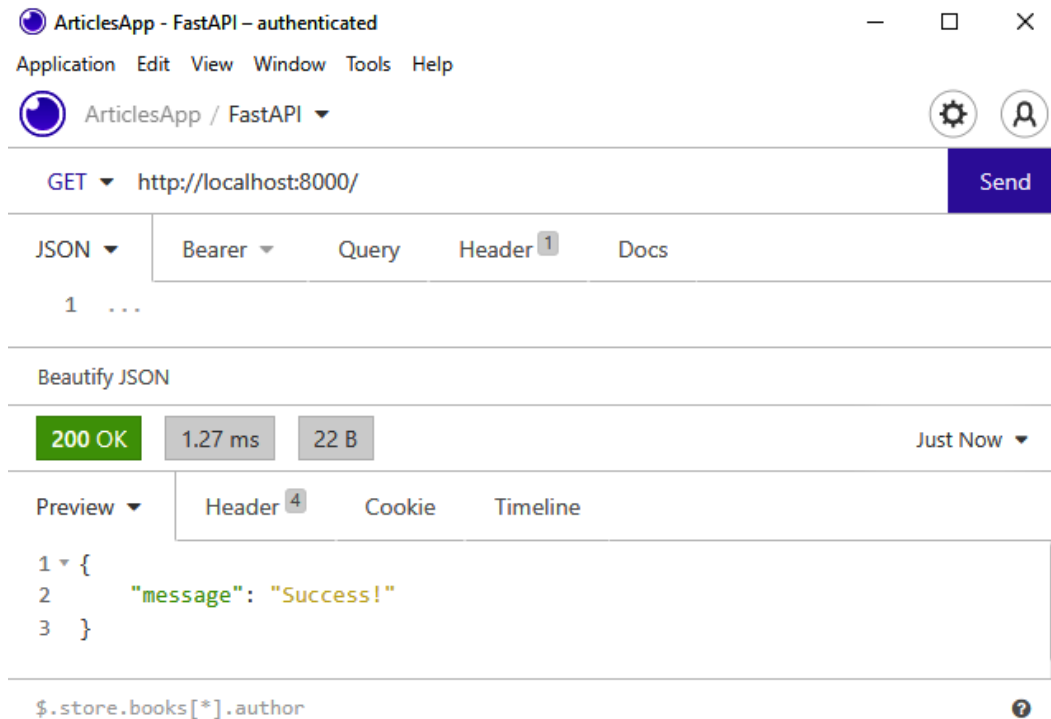 ArticlesApp - FastAPI – authenticated
Application Edit View Window Tools Help
ArticlesApp / FastAPI
GET http://localhost:8000/ Send
JSON Bearer Query Header 1 Docs
1 ...
Beautify JSON
200 OK 1.27 ms 22 B Just Now
Preview Header 4 Cookie Timeline
1 {
2 "message": "Success!"
3 }
$.store.books[*].author